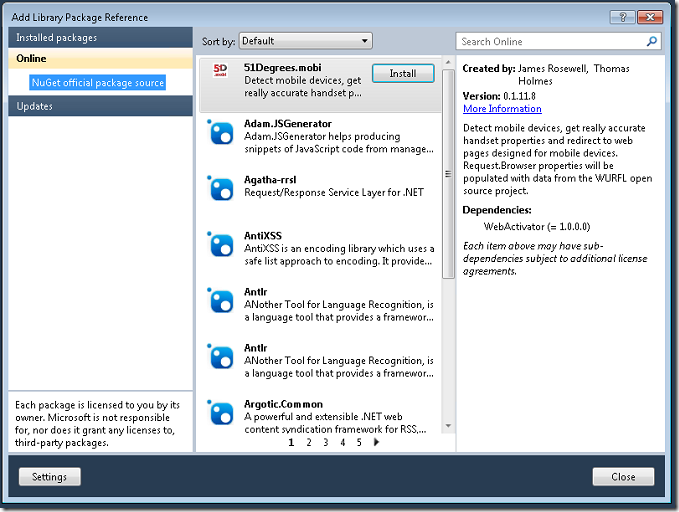 Add Library Package Reference
Installed packages
Online
NuGet official package source
Updates
Each package is licensed to you by its
owner. Microsoft is not responsible
for, nor does it grant any licenses to,
third-party packages.
Sort by:
Default
5D
.mobi
51Degrees.mobi
Detect mobile devices, get
really accurate handset p...
Install
Adam.JSGenerator
Adam.JSGenerator helps producing
snippets of JavaScript code from manage...
Agatha-rrsl
Request/Response Service Layer for .NET
AntiXSS
AntiXSS is an encoding library which uses a
safe list approach to encoding. It provide...
Antlr
ANother Tool for Language Recognition, is
a language tool that provides a framewor...
Antlr
ANother Tool for Language Recognition, is
a language tool that provides a framewor...
Argotic.Common
A powerful and extensible .NET web
content syndication framework for RSS,...
1 2 3 4 5
Search Online
Created by: James Rosewell, Thomas
Holmes
Version: 0.1.11.8
More Information
Detect mobile devices, get really accurate
handset properties and redirect to web
pages designed for mobile devices.
Request.Browser properties will be
populated with data from the WURFL open
source project.
Dependencies:
WebActivator (= 1.0.0.0)
Each item above may have sub-
dependencies subject to additional license
agreements.
Settings
Close